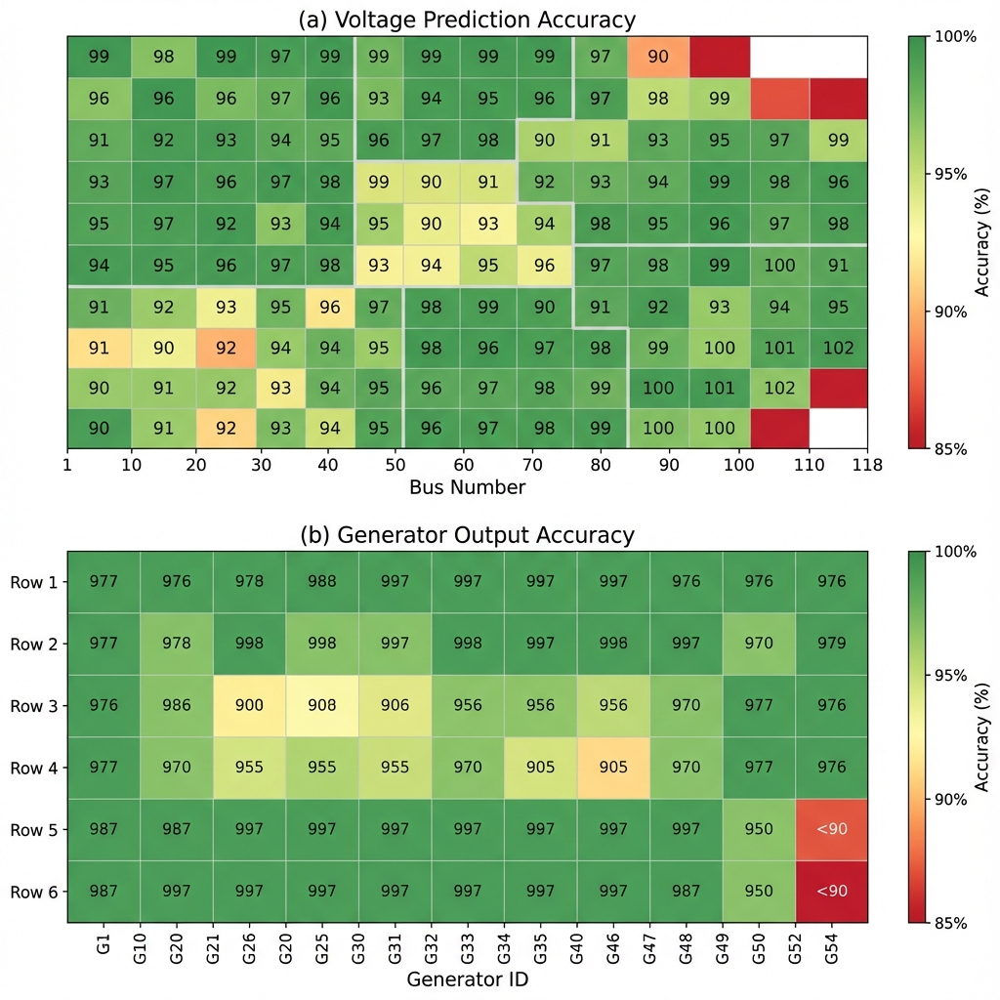 (a) Voltage Prediction Accuracy
99 98 99 97 99 99 99 99 99 97 90
96 96 96 97 96 93 94 95 96 97 98 99
91 92 93 94 95 96 97 98 90 91 93 95 97 99
93 97 96 97 98 99 90 91 92 93 94 99 98 96
95 97 92 93 94 95 90 93 94 98 95 96 97 98
94 95 96 97 98 93 94 95 96 97 98 99 100 91
91 92 93 95 96 97 98 99 90 91 92 93 94 95
91 90 92 94 94 95 98 96 97 98 99 100 101 102
90 91 92 93 94 95 96 97 98 99 100 101 102
90 91 92 93 94 95 96 97 98 99 100 100
1 10 20 30 40 50 60 70 80 90 100 110 118
Bus Number
100%
95%
90%
85%
Accuracy (%)
(b) Generator Output Accuracy
Row 1 977 976 978 988 997 997 997 997 976 976 976
Row 2 977 978 998 998 997 998 997 996 997 970 979
Row 3 976 986 900 908 906 956 956 956 970 977 976
Row 4 977 970 955 955 955 970 905 905 970 977 976
Row 5 987 987 997 997 997 997 997 997 997 950 <90
Row 6 987 997 997 997 997 997 997 997 987 950 <90
G1 G10 G20 G21 G26 G20 G25 G30 G31 G32 G33 G34 G35 G40 G46 G47 G48 G49 G50 G52 G54
Generator ID
100%
95%
90%
85%
Accuracy (%)